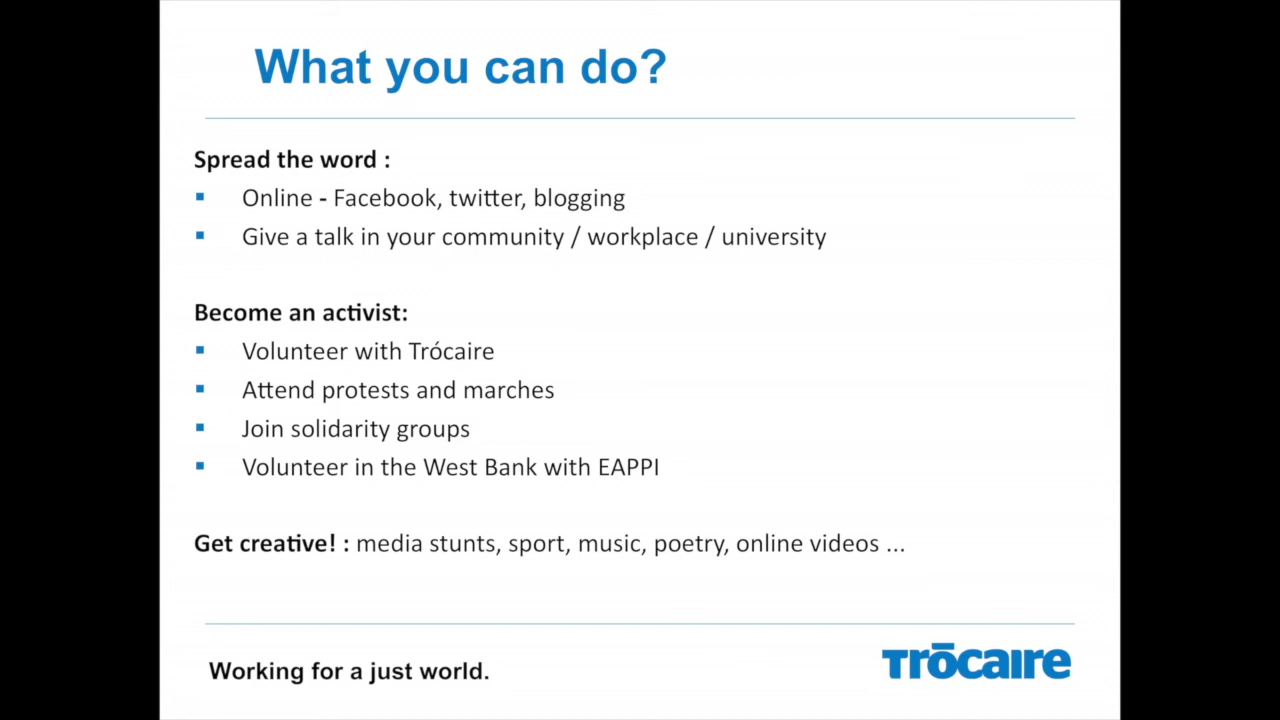 What you can do?
Spread the word :
▪ Online - Facebook, twitter, blogging
▪ Give a talk in your community / workplace / university
Become an activist:
▪ Volunteer with Trócaire
▪ Attend protests and marches
▪ Join solidarity groups
▪ Volunteer in the West Bank with EAPPI
Get creative! : media stunts, sport, music, poetry, online videos ...
Working for a just world.
Trōcaire